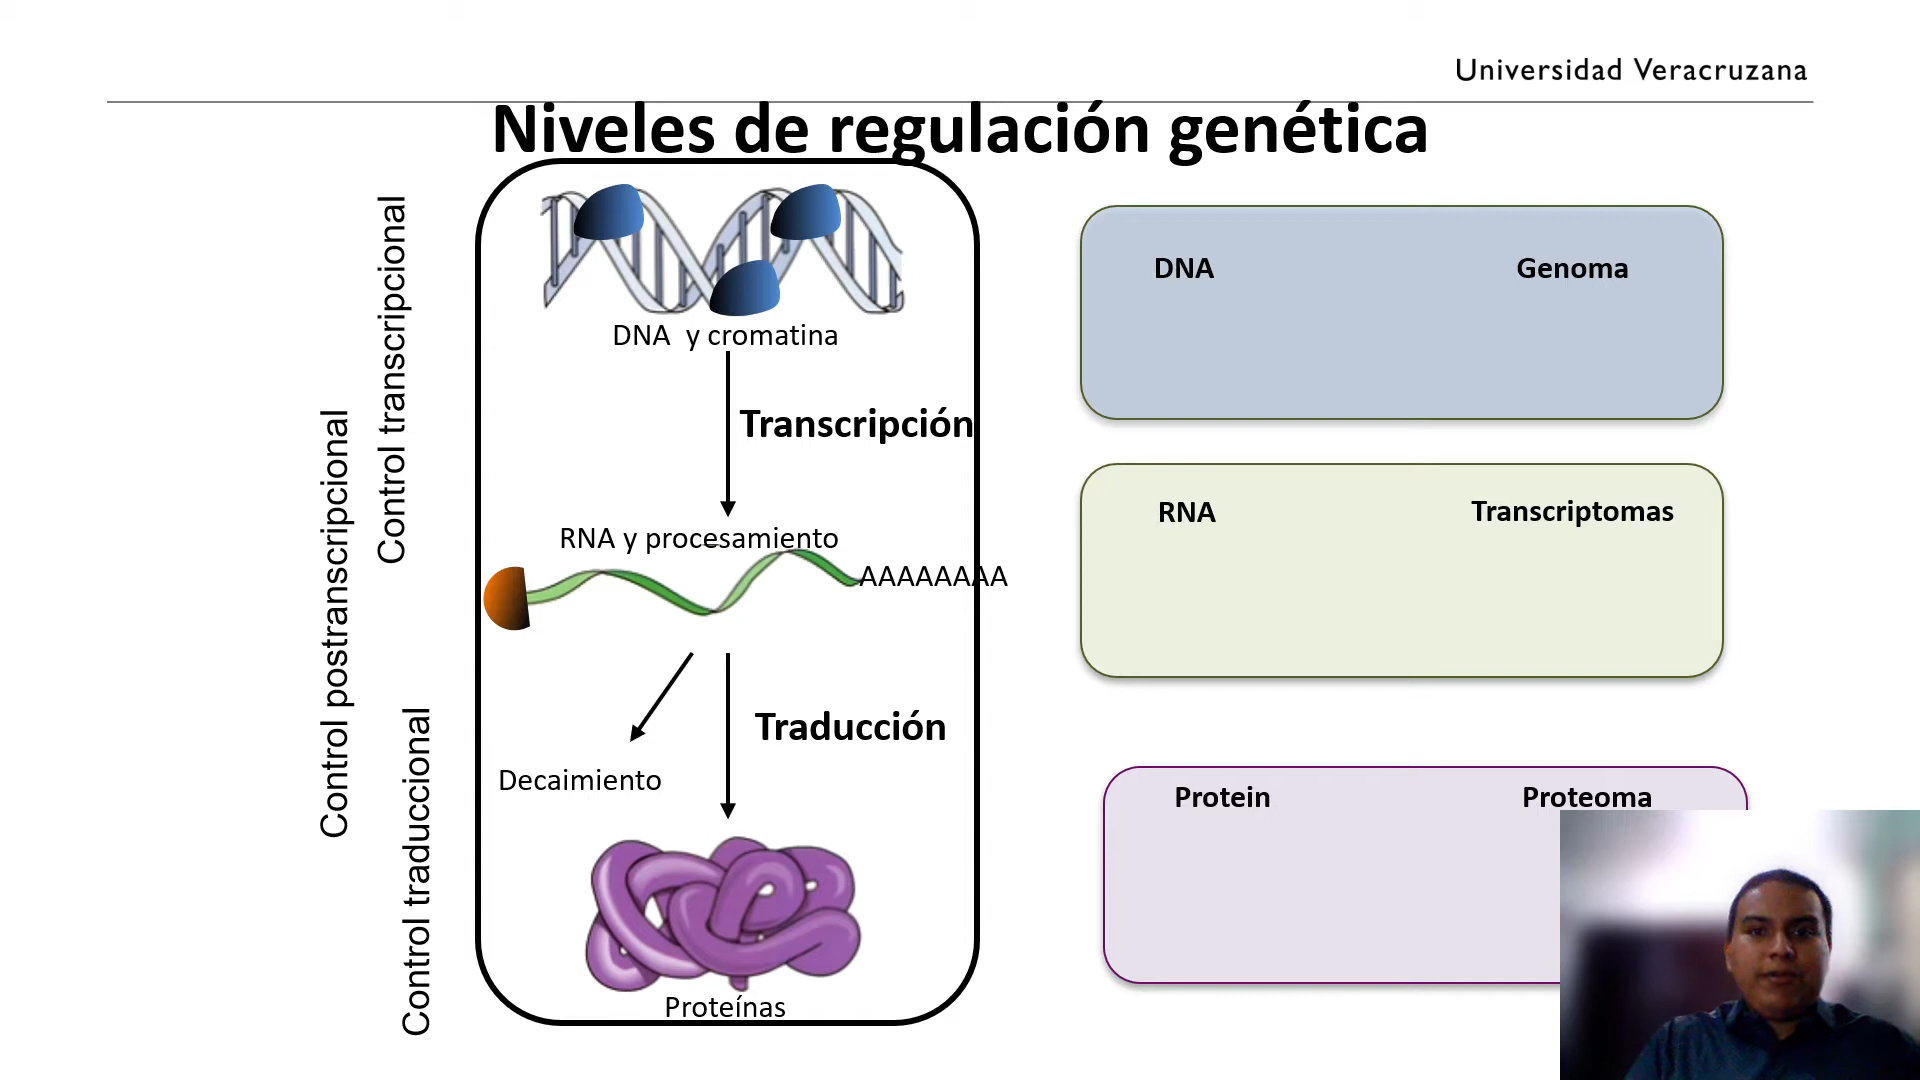 Universidad Veracruzana
Niveles de regulación genética
Control transcripcional
Control postranscripcional
Control traduccional
DNA y cromatina
Transcripción
RNA y procesamiento
AAAAAAAA
Traducción
Decaimiento
Proteínas
DNA Genoma
RNA Transcriptomas
Protein Proteoma